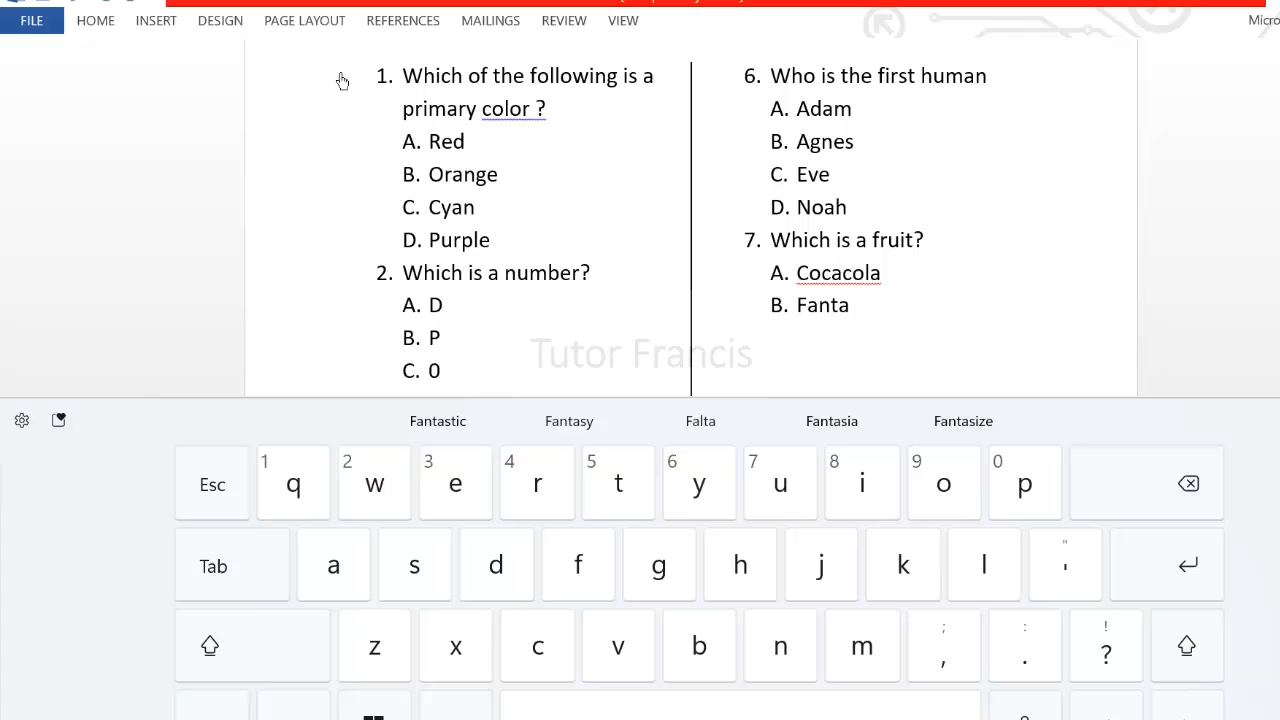 FILE HOME INSERT DESIGN PAGE LAYOUT REFERENCES MAILINGS REVIEW VIEW Micro
1. Which of the following is a
primary color ?
A. Red
B. Orange
C. Cyan
D. Purple
2. Which is a number?
A. D
B. P
C. 0
6. Who is the first human
A. Adam
B. Agnes
C. Eve
D. Noah
7. Which is a fruit?
A. Cocacola
B. Fanta
Tutor Francis
Fantastic Fantasy Falta Fantasia Fantasize
Esc 1 q 2 w 3 e 4 r 5 t 6 y 7 u 8 i 9 o 0 p
Tab a s d f g h j k l " '
z x c v b n m ; , : . ! ?